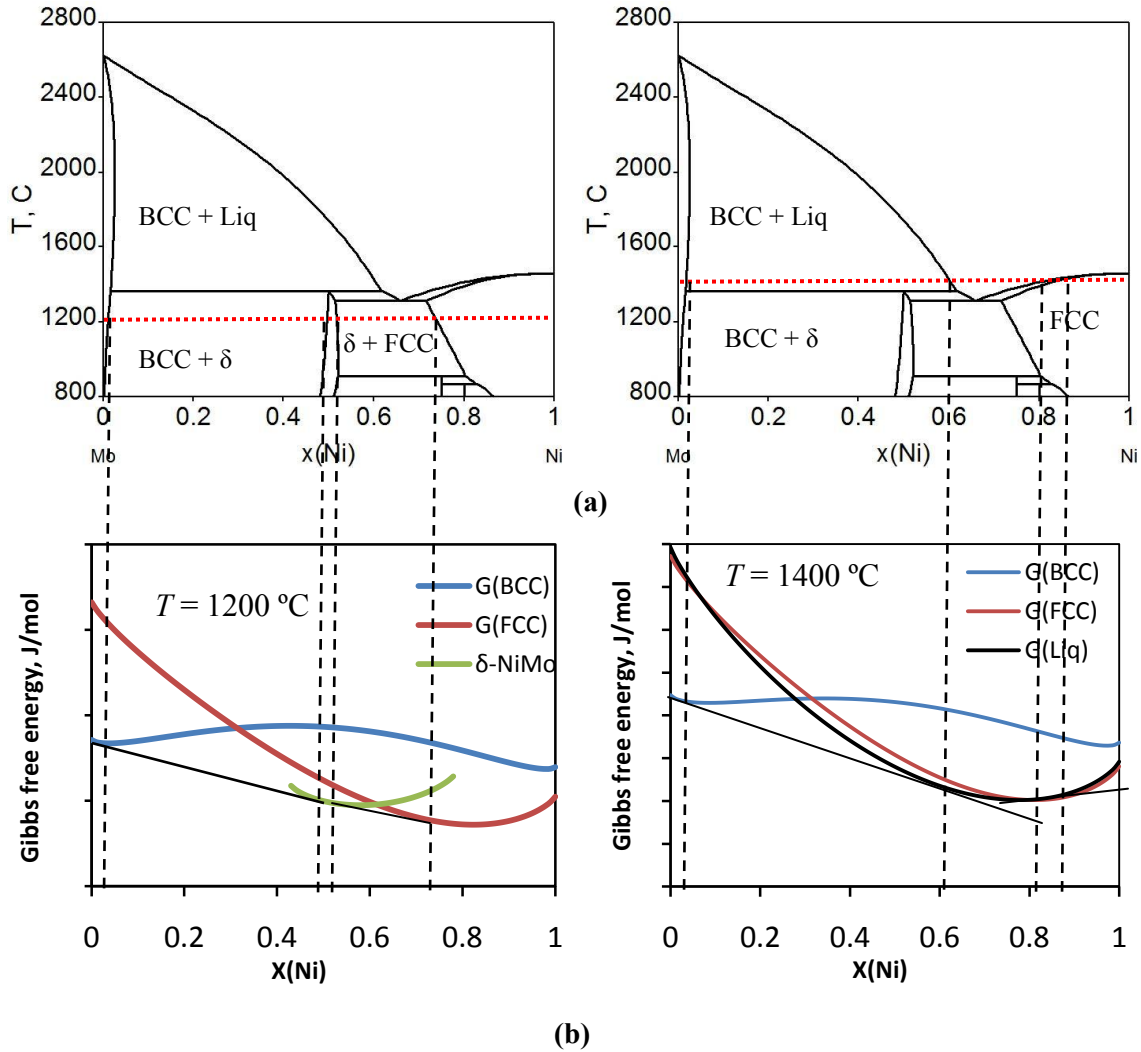 2800
2400
2000
1600
1200
800
T, C
BCC + Liq
BCC + δ
δ + FCC
0
0.2
0.4
0.6
0.8
1
Mo
x(Ni)
Ni
2800
2400
2000
1600
1200
800
T, C
BCC + Liq
BCC + δ
FCC
0
0.2
0.4
0.6
0.8
1
Mo
x(Ni)
Ni
(a)
T = 1200 ºC
G(BCC)
G(FCC)
δ-NiMo
Gibbs free energy, J/mol
0
0.2
0.4
0.6
0.8
1
X(Ni)
T = 1400 ºC
G(BCC)
G(FCC)
G(Liq)
Gibbs free energy, J/mol
0
0.2
0.4
0.6
0.8
1
X(Ni)
(b)